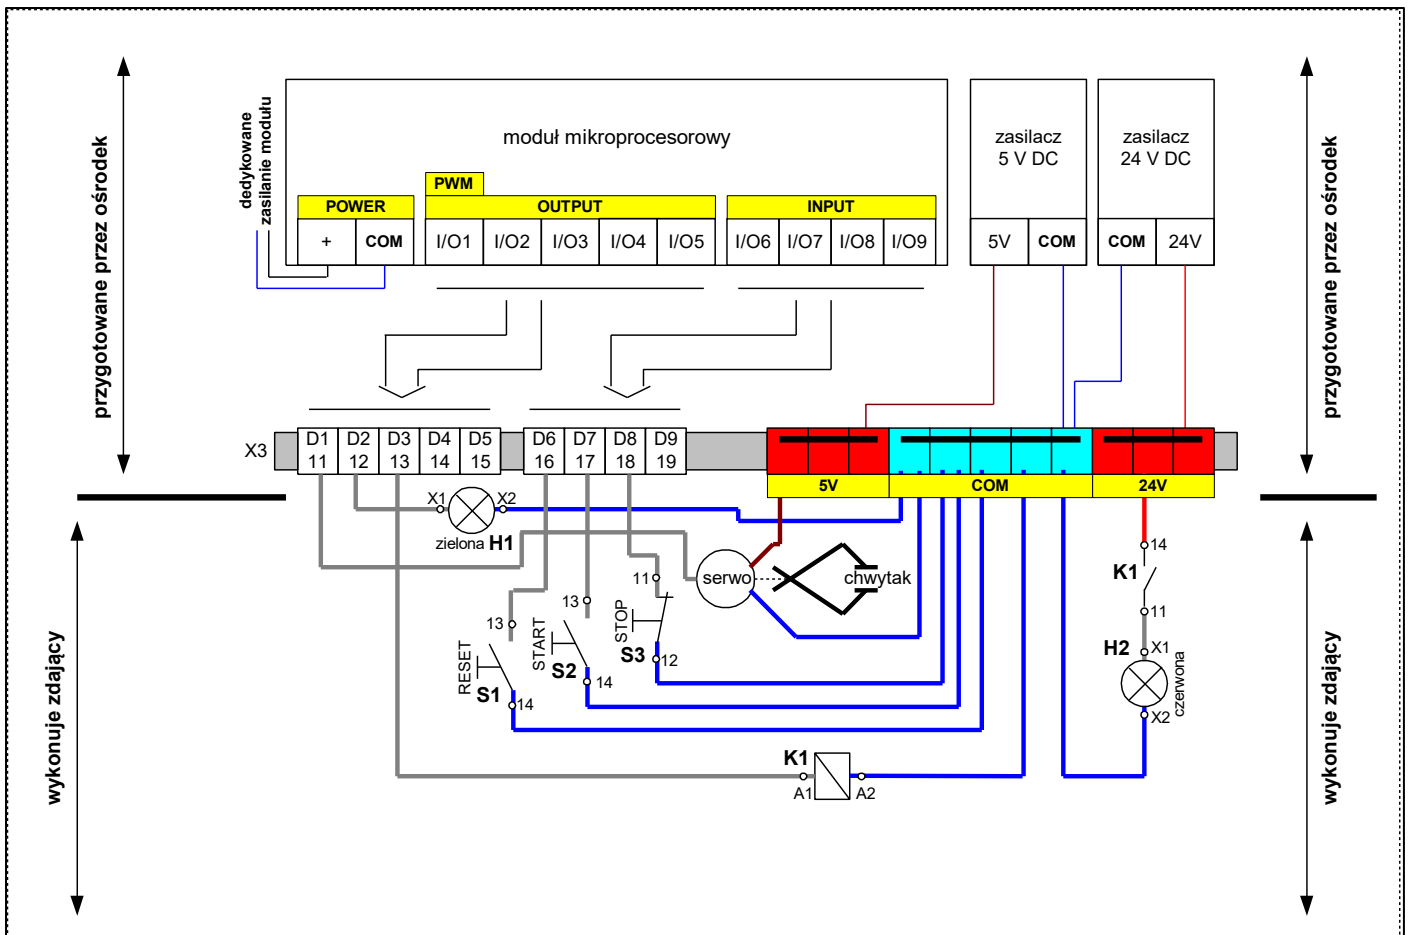 przygotowane przez ośrodek
dedykowane
zasilanie modułu
moduł mikroprocesorowy
zasilacz
5 V DC
zasilacz
24 V DC
przygotowane przez ośrodek
PWM
POWER
OUTPUT
INPUT
+
COM
I/O1
I/O2
I/O3
I/O4
I/O5
I/O6
I/O7
I/O8
I/O9
5V
COM
COM
24V
X3
D1
11
D2
12
D3
13
D4
14
D5
15
D6
16
D7
17
D8
18
D9
19
5V
COM
24V
X1
X2
zielona H1
serwo
chwytak
14
K1
11
H2
X1
czerwona
X2
11
STOP
S3
12
13
START
S2
14
13
RESET
S1
14
K1
A1
A2
wykonuje zdający
wykonuje zdający